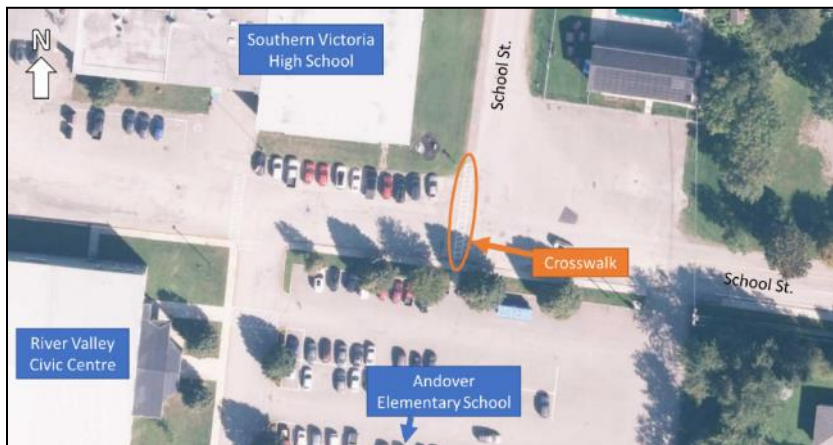 N
Southern Victoria
High School
School St.
Crosswalk
School St.
River Valley
Civic Centre
Andover
Elementary School